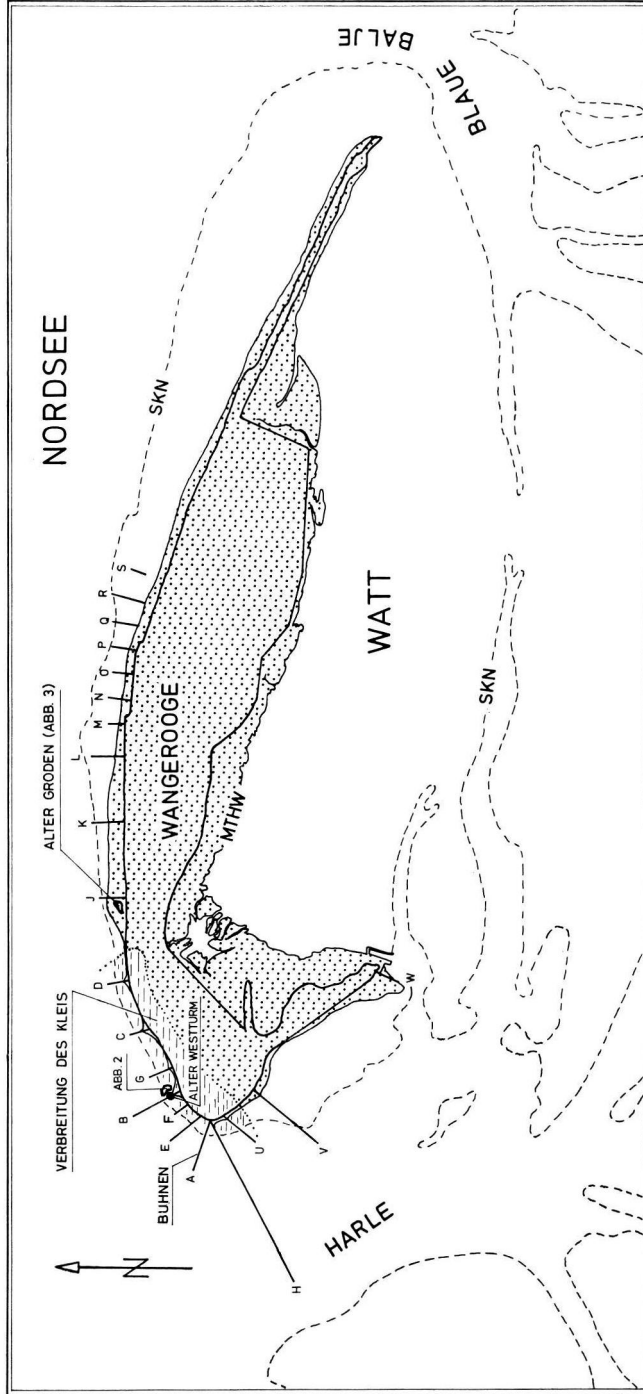 NORDSEE
BLAUE BALJE
SKN
ALTER GRODEN (ABB. 3)
VERBREITUNG DES KLEIS
ABB. 2
ALTER WESTTURM
BUHNEN
A
E
F
B
G
C
D
J
K
L
M
N
O
P
Q
R
S
WANGEROOGE
MTHW
WATT
SKN
U
V
W
H
HARLE
N